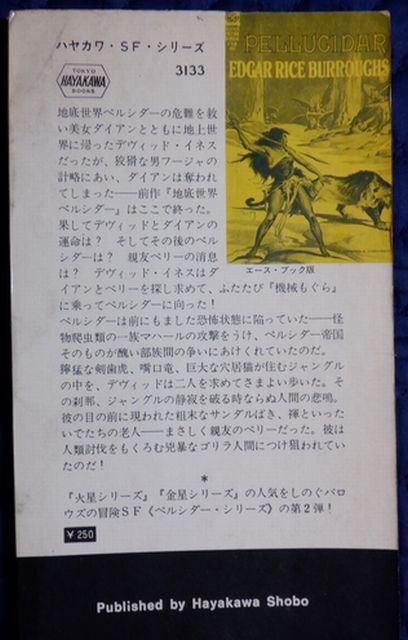 ハヤカワ・SF・シリーズ
TOKYO
HAYAKAWA
BOOKS
3133
PELLUCIDAR
EDGAR RICE BURROUGHS
エース・ブック版
地底世界ペルシダーの危難を救
い美女ダイアンとともに地上世
界に帰ったデヴィッド・イネス
だったが、狡猾な男フージャの
計略にあい、ダイアンは奪われ
てしまった――前作『地底世界
ペルシダー』はここで終った。
果してデヴィッドとダイアンの
運命は？ そしてその後のペル
シダーは？ 親友ペリーの消息
は？ デヴィッド・イネスはダ
イアンとペリーを探し求めて、ふたたび『機械もぐら』
に乗ってペルシダーに向った！
ペルシダーは前にもました恐怖状態に陥っていた――怪
物爬虫類の一族マハールの攻撃をうけ、ペルシダー帝国
そのものが醜い部族間の争いにあけくれていたのだ。
獰猛な剣歯虎、嘴口竜、巨大な穴居猫が住むジャングル
の中を、デヴィッドは二人を求めてさまよい歩いた。そ
の刹那、ジャングルの静寂を破る時ならぬ人間の悲鳴。
彼の目の前に現われた粗末なサンダルばき、褌といった
いでたちの老人――まさしく親友のペリーだった。彼は
人類討伐をもくろむ兇暴なゴリラ人間につけ狙われてい
たのだ！
＊
『火星シリーズ』『金星シリーズ』の人気をしのぐバロ
ウズの冒険SF《ペルシダー・シリーズ》の第2弾！
¥ 250
Published by Hayakawa Shobo